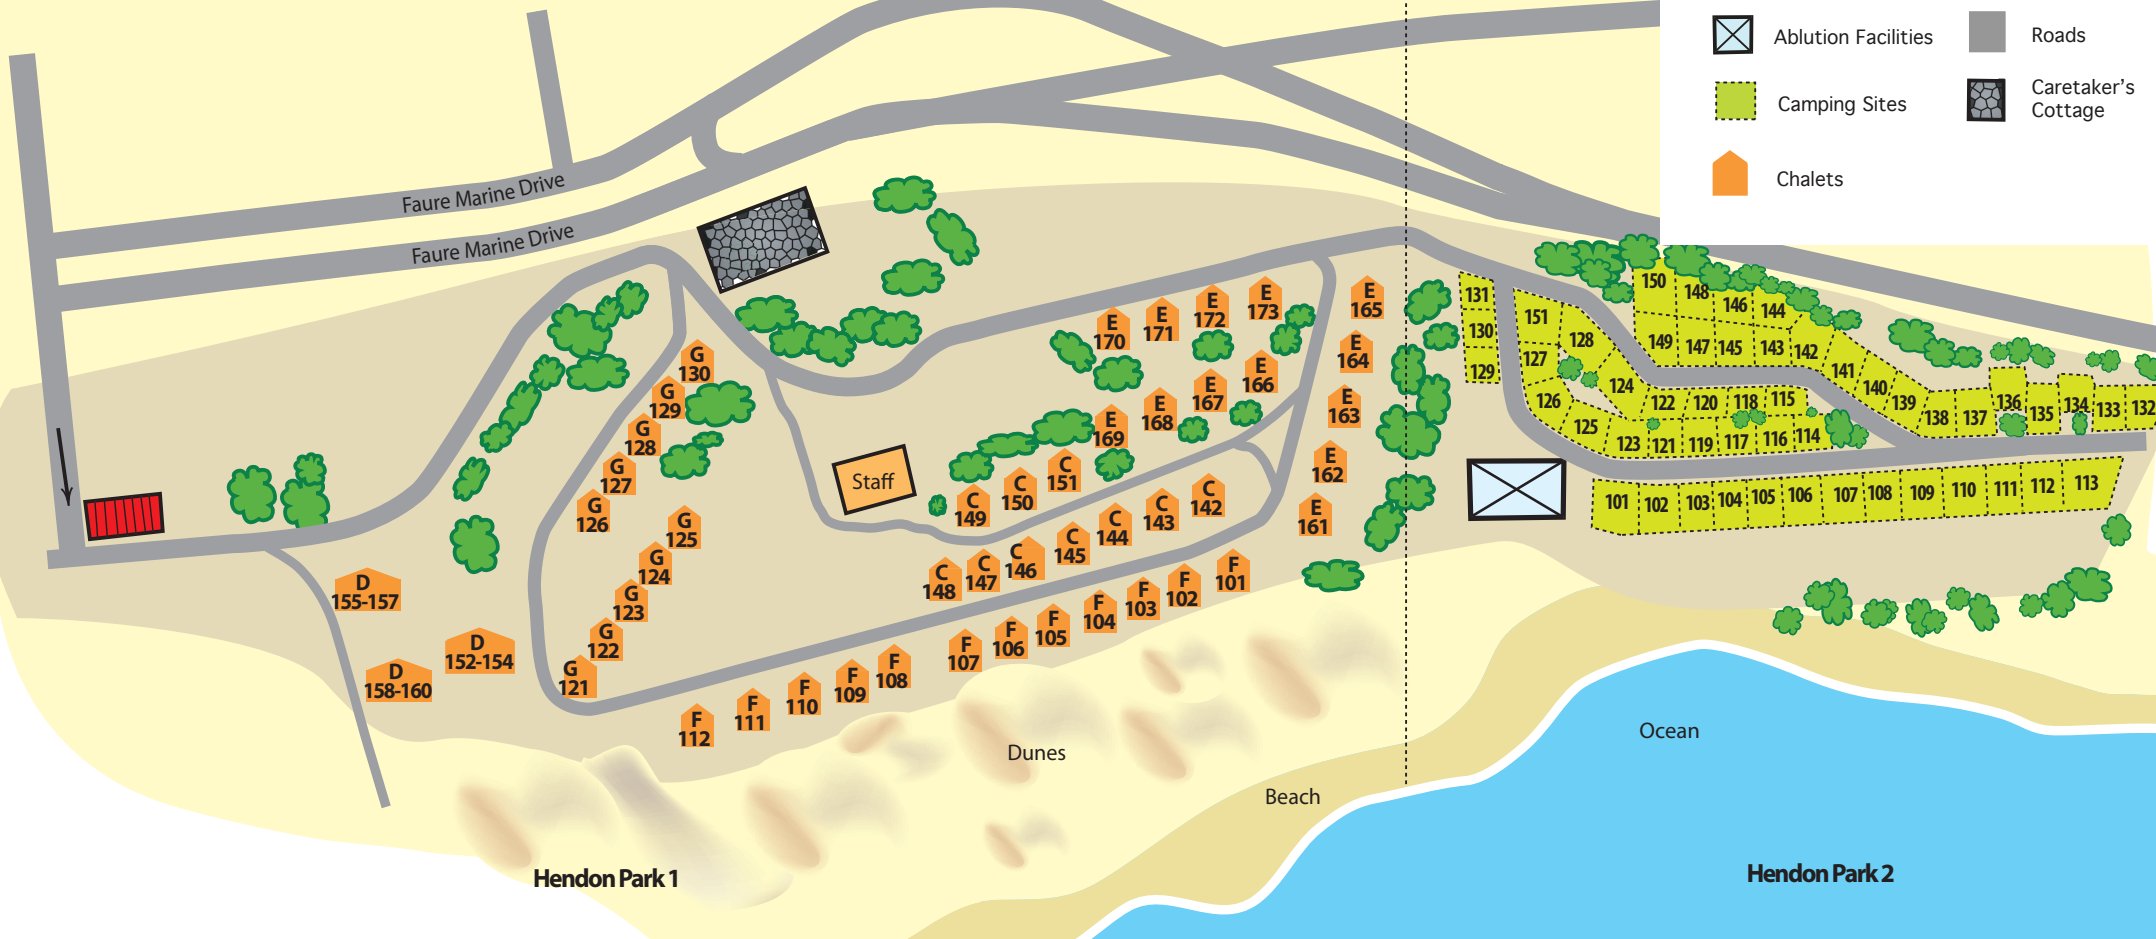 Ablution Facilities
Roads
Camping Sites
Caretaker's
Cottage
Chalets
Faure Marine Drive
Faure Marine Drive
Staff
G
130
G
129
G
128
G
127
G
126
G
125
G
124
G
123
G
122
G
121
D
155-157
D
152-154
D
158-160
E
170
E
171
E
172
E
173
E
165
E
164
E
163
E
162
E
161
E
166
E
167
E
168
E
169
C
151
C
150
C
149
C
142
C
143
C
144
C
145
C
146
C
147
C
148
F
101
F
102
F
103
F
104
F
105
F
106
F
107
F
108
F
109
F
110
F
111
F
112
131
130
129
151
128
127
126
125
124
123
122
121
120
119
118
117
115
116
114
150
148
146
144
149
147
145
143
142
141
140
139
138
137
136
135
134
133
132
101
102
103
104
105
106
107
108
109
110
111
112
113
Dunes
Beach
Ocean
Hendon Park 1
Hendon Park 2